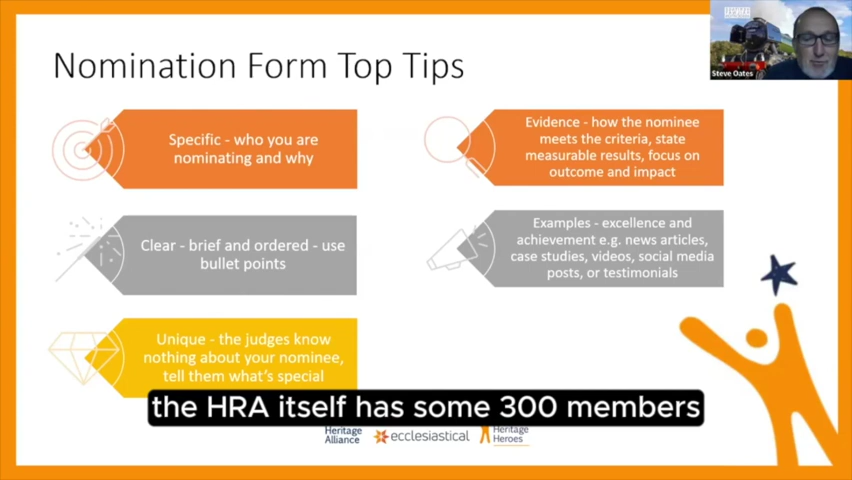 Nomination Form Top Tips
Steve Oates
Specific - who you are
nominating and why
Evidence - how the nominee
meets the criteria, state
measurable results, focus on
outcome and impact
Clear - brief and ordered - use
bullet points
Examples - excellence and
achievement e.g. news articles,
case studies, videos, social media
posts, or testimonials
Unique - the judges know
nothing about your nominee,
tell them what's special
the HRA itself has some 300 members
Heritage
Alliance
ecclesiastical
Heritage
Heroes